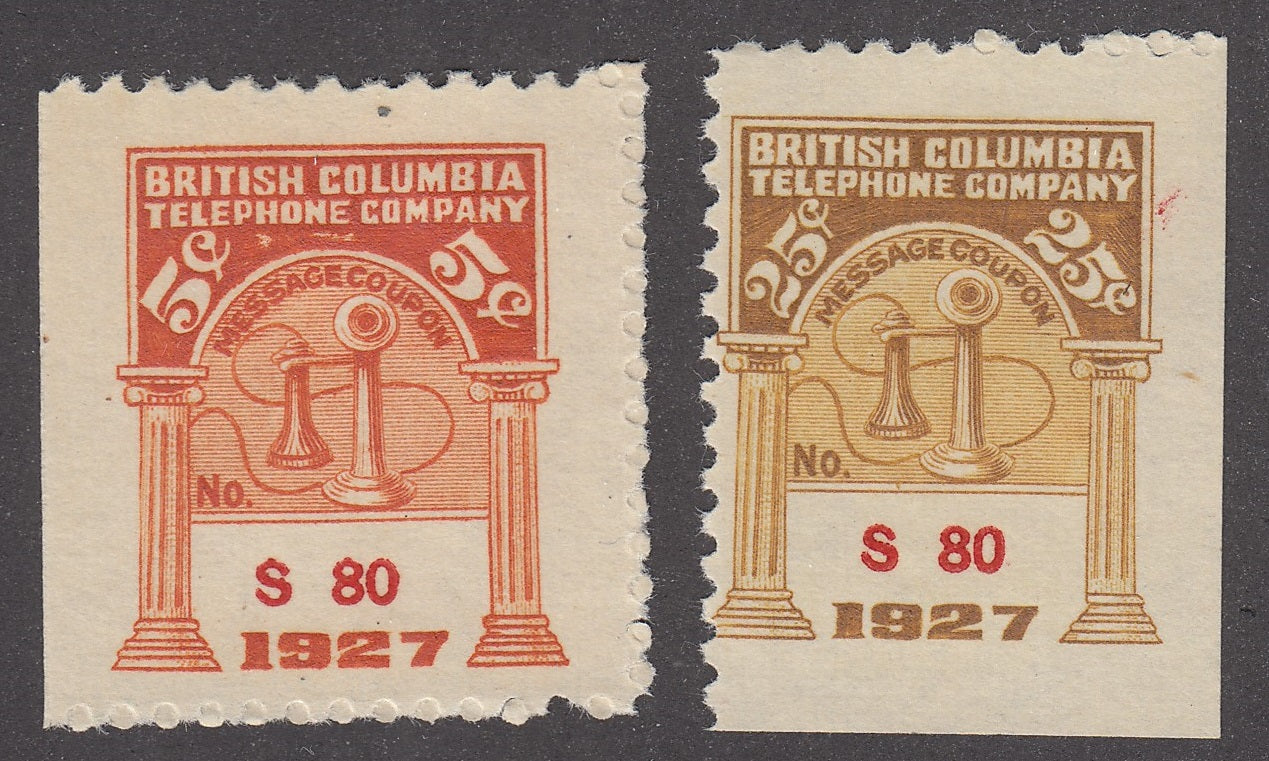 BRITISH COLUMBIA
TELEPHONE COMPANY
5¢ 5¢
MESSAGE COUPON
No.
S 80
1927
BRITISH COLUMBIA
TELEPHONE COMPANY
25¢ 25¢
MESSAGE COUPON
No.
S 80
1927